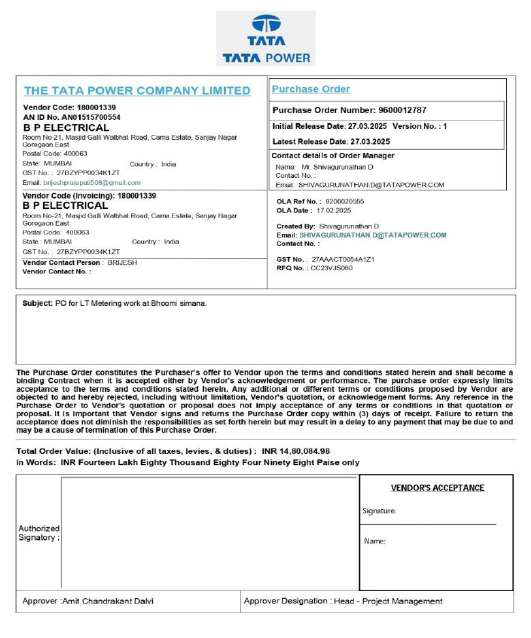 TATA
TATA POWER
THE TATA POWER COMPANY LIMITED
Vendor Code: 180001339
AN ID No. AN01515700554
B P ELECTRICAL
Room No-21, Masjid Galli Walbhat Road, Cama Estate, Sanjay Nagar
Goregaon East
Postal Code: 400063
State: MUMBAI Country : India
GST No. : 27BZYPP0034K1ZT
Email:
Vendor Code (Invoicing): 180001339
B P ELECTRICAL
Room No-21, Masjid Galli Walbhat Road, Cama Estate, Sanjay Nagar
Goregaon East
Postal Code : 400063
State : MUMBAI Country : India
GST No. : 27BZYPP0034K1ZT
Vendor Contact Person : BRIJESH
Vendor Contact No. :
Purchase Order
Purchase Order Number: 9600012787
Initial Release Date: 27.03.2025 Version No. : 1
Latest Release Date: 27.03.2025
Contact details of Order Manager
Name: Mr. Shivagurunathan D
Contact No. :
Email: SHIVAGURUNATHAN.D@TATAPOWER.COM
OLA Ref No. :
OLA Date : 17.02.2025
Created By: Shivagurunathan D
Email: SHIVAGURUNATHAN.D@TATAPOWER.COM
Contact No. :
GST No. : 27AAACT0054A1Z1
RFQ No. : CC23VJS060
Subject: PO for LT Metering work at Bhoomi simana.
The Purchase Order constitutes the Purchaser's offer to Vendor upon the terms and conditions stated herein and shall become a
binding Contract when it is accepted either by Vendor's acknowledgement or performance. The purchase order expressly limits
acceptance to the terms and conditions stated herein. Any additional or different terms or conditions proposed by Vendor are
objected to and hereby rejected, including without limitation, Vendor's quotation, or acknowledgement forms. Any reference in the
Purchase Order to Vendor's quotation or proposal does not imply acceptance of any terms or conditions in that quotation or
proposal. It is important that Vendor signs and returns the Purchase Order copy within (3) days of receipt. Failure to return the
acceptance does not diminish the responsibilities as set forth herein but may result in a delay to any payment that may be due to and
may be a cause of termination of this Purchase Order.
Total Order Value: (Inclusive of all taxes, levies, & duties) : INR 14,80,084.98
In Words: INR Fourteen Lakh Eighty Thousand Eighty Four Ninety Eight Paise only
Authorized
Signatory :
VENDOR'S ACCEPTANCE
Signature:
Name:
Approver :Amit Chandrakant Dalvi
Approver Designation : Head - Project Management